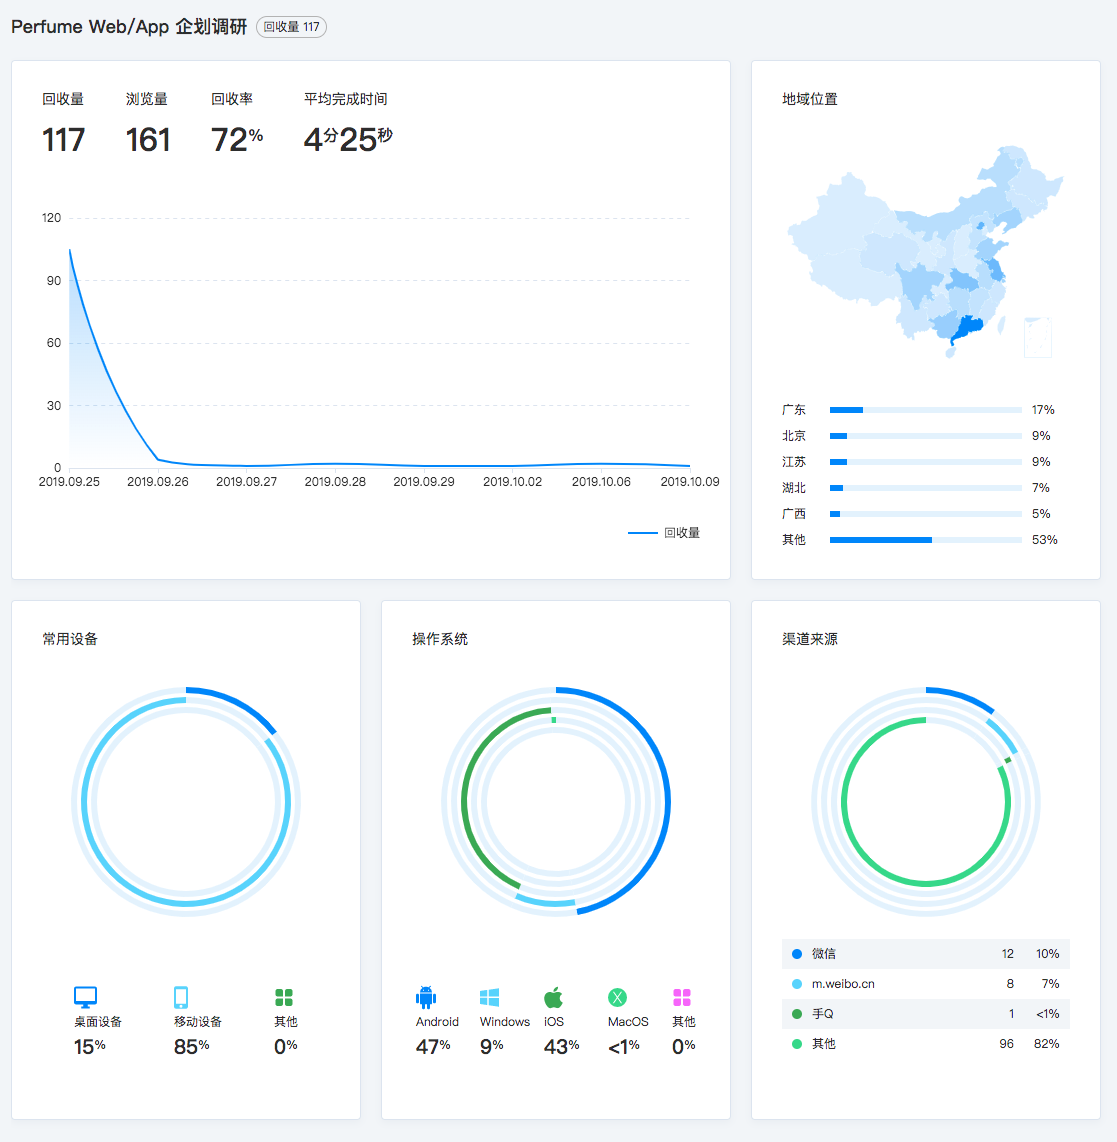 Perfume Web/App 企划调研 回收量 117
回收量 浏览量 回收率 平均完成时间
117 161 72% 4分25秒
120
90
60
30
0
2019.09.25 2019.09.26 2019.09.27 2019.09.28 2019.09.29 2019.10.02 2019.10.06 2019.10.09
回收量
地域位置
广东 17%
北京 9%
江苏 9%
湖北 7%
广西 5%
其他 53%
常用设备
桌面设备 移动设备 其他
15% 85% 0%
操作系统
Android Windows iOS MacOS 其他
47% 9% 43% <1% 0%
渠道来源
微信 12 10%
m.weibo.cn 8 7%
手Q 1 <1%
其他 96 82%